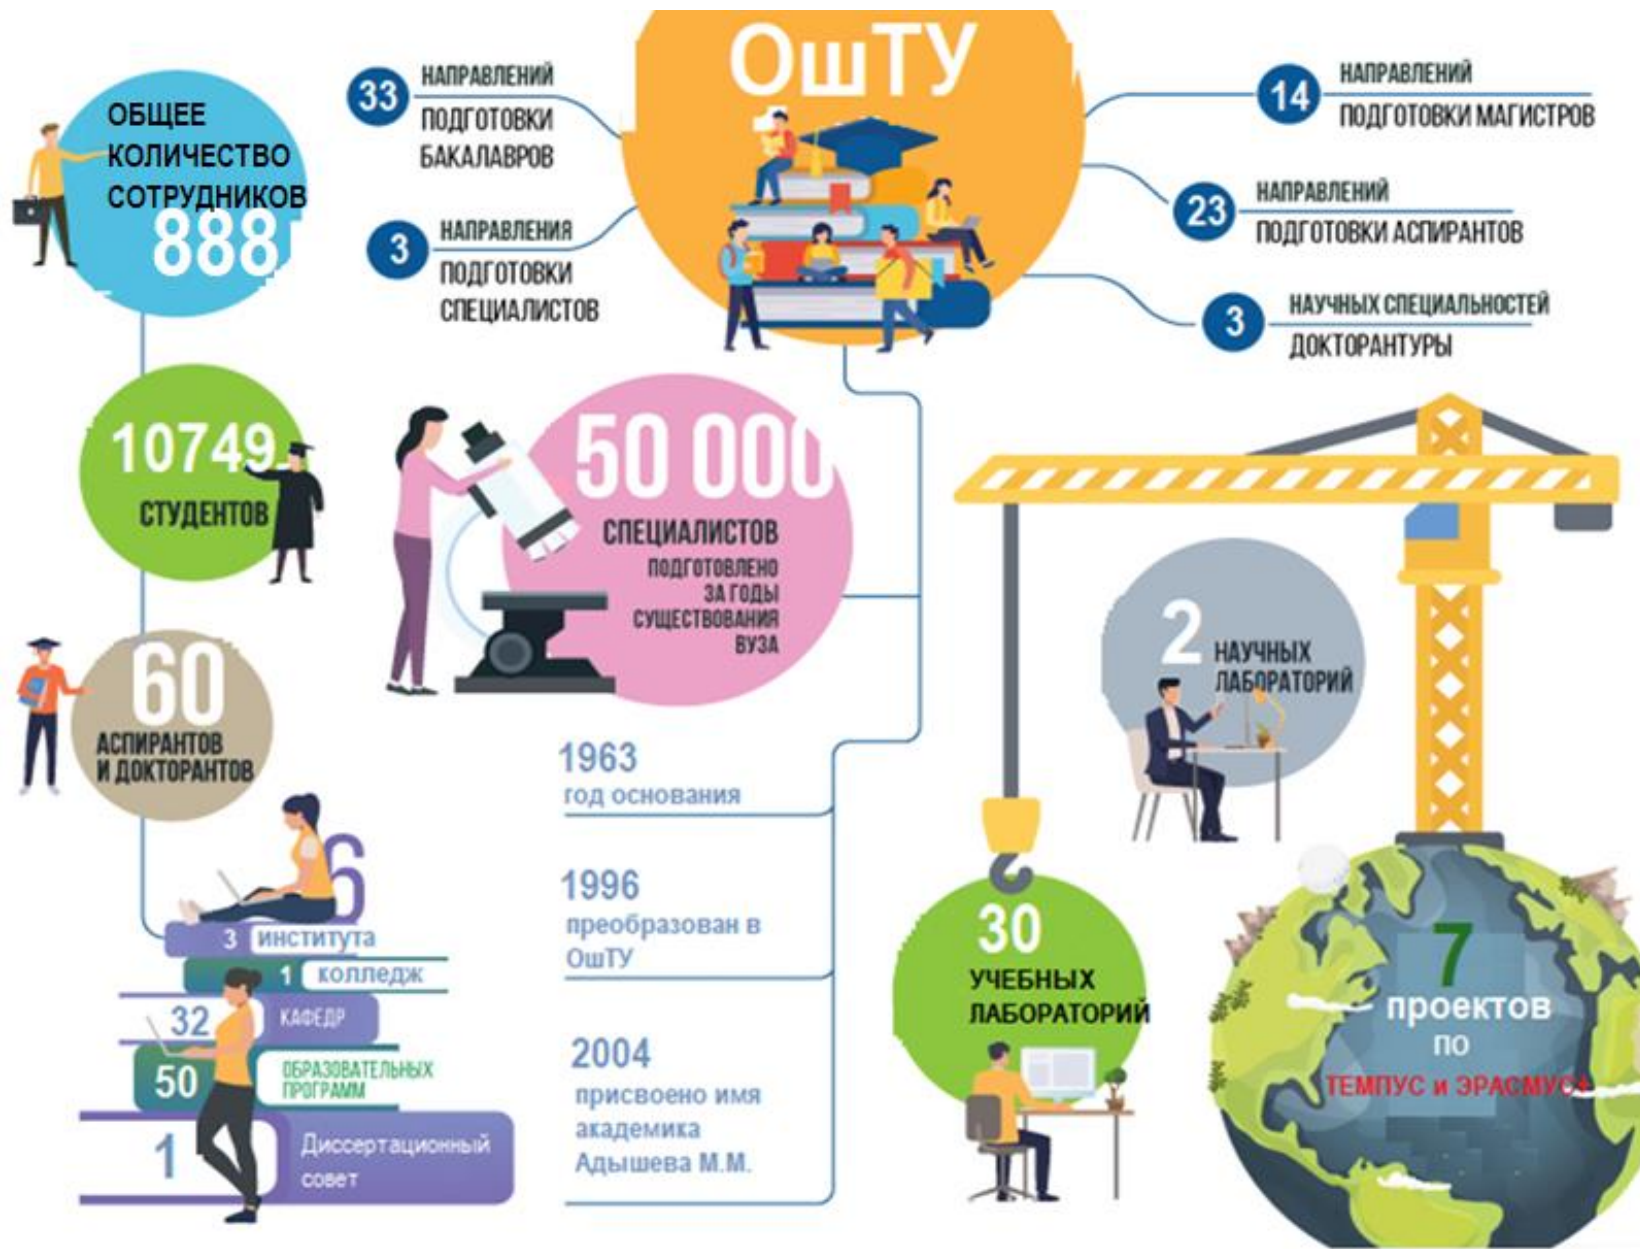 ОшТУ
33
НАПРАВЛЕНИЙ
ПОДГОТОВКИ
БАКАЛАВРОВ
3
НАПРАВЛЕНИЯ
ПОДГОТОВКИ
СПЕЦИАЛИСТОВ
14
НАПРАВЛЕНИЙ
ПОДГОТОВКИ МАГИСТРОВ
23
НАПРАВЛЕНИЙ
ПОДГОТОВКИ АСПИРАНТОВ
3
НАУЧНЫХ СПЕЦИАЛЬНОСТЕЙ
ДОКТОРАНТУРЫ
ОБЩЕЕ
КОЛИЧЕСТВО
СОТРУДНИКОВ
888
10749
СТУДЕНТОВ
60
АСПИРАНТОВ
И ДОКТОРАНТОВ
6
3 института
1 колледж
32 КАФЕДР
50 ОБРАЗОВАТЕЛЬНЫХ
ПРОГРАММ
1 Диссертационный
совет
50 000
СПЕЦИАЛИСТОВ
ПОДГОТОВЛЕНО
ЗА ГОДЫ
СУЩЕСТВОВАНИЯ
ВУЗА
1963
год основания
1996
преобразован в
ОшТУ
2004
присвоено имя
академика
Адышева М.М.
2 НАУЧНЫХ
ЛАБОРАТОРИЙ
30
УЧЕБНЫХ
ЛАБОРАТОРИЙ
7
проектов
по
ТЕМПУС и ЭРАСМУС+